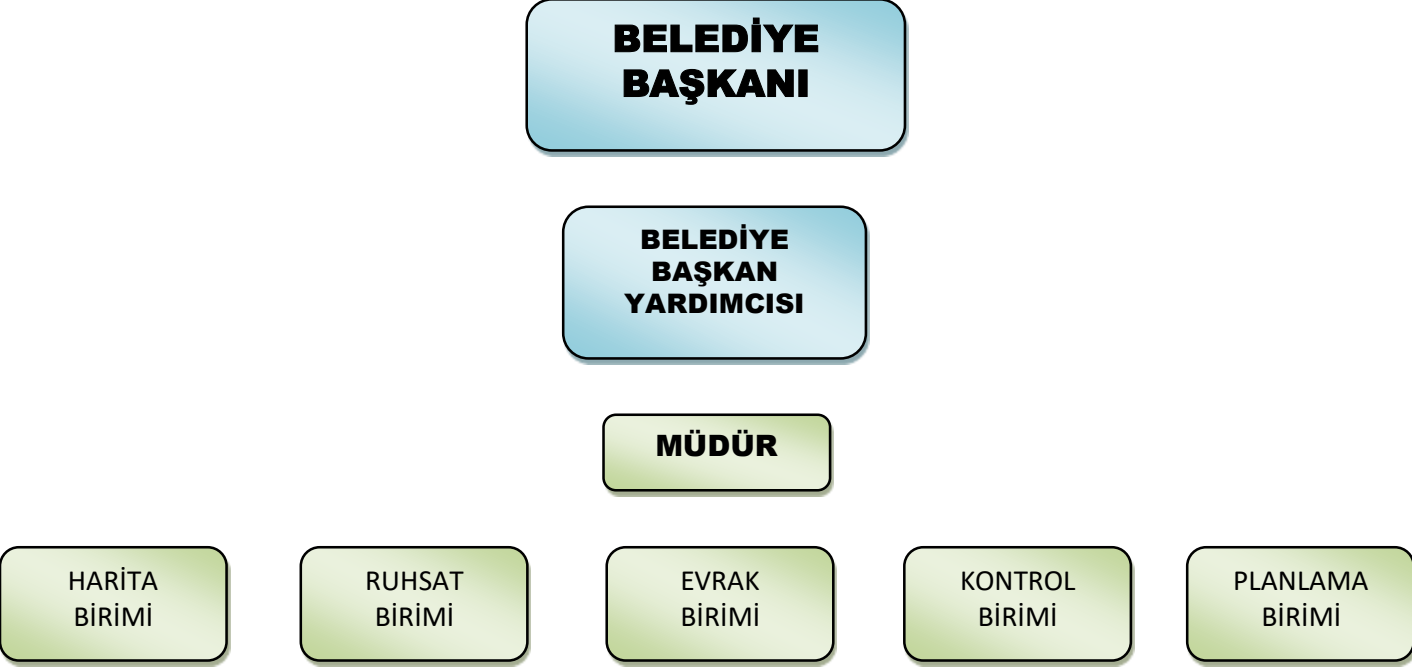 BELEDİYE
BAŞKANI
BELEDİYE
BAŞKAN
YARDIMCISI
MÜDÜR
HARİTA
BİRİMİ
RUHSAT
BİRİMİ
EVRAK
BİRİMİ
KONTROL
BİRİMİ
PLANLAMA
BİRİMİ